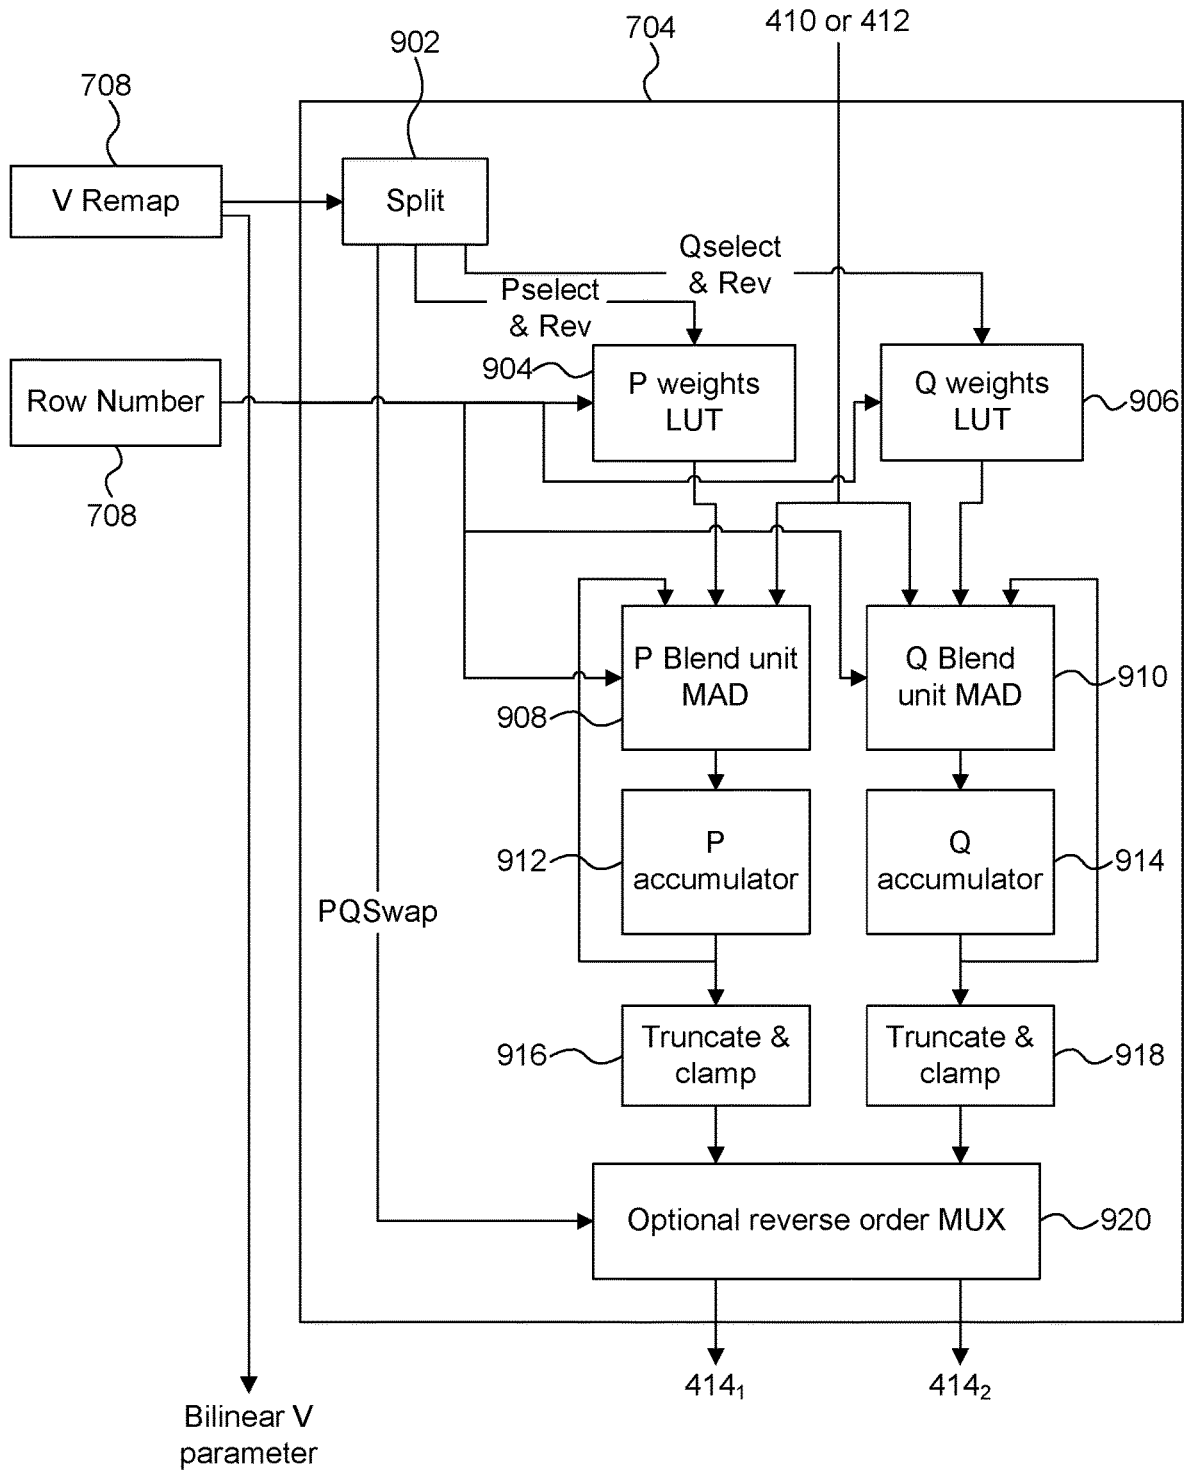 410 or 412
704
902
708
V Remap
Split
Qselect
& Rev
Pselect
& Rev
904
P weights
LUT
Q weights
LUT
906
Row Number
708
P Blend unit
MAD
908
Q Blend
unit MAD
910
912
P
accumulator
Q
accumulator
914
PQSwap
916
Truncate &
clamp
Truncate &
clamp
918
Optional reverse order MUX
920
414₁
414₂
Bilinear V
parameter